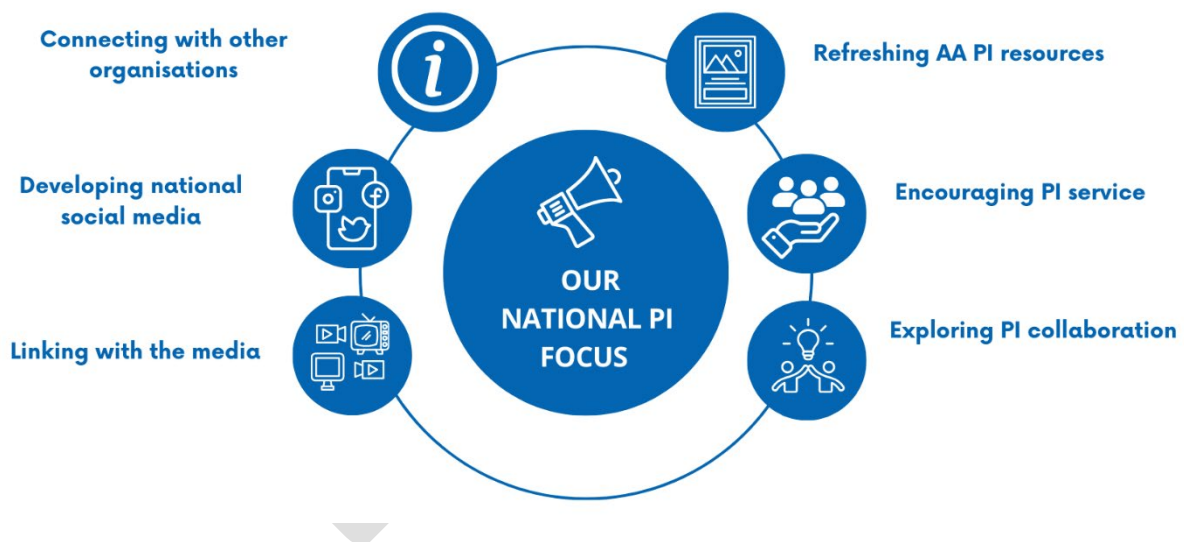 Connecting with other
organisations
Refreshing AA PI resources
Developing national
social media
Encouraging PI service
OUR
NATIONAL PI
FOCUS
Linking with the media
Exploring PI collaboration